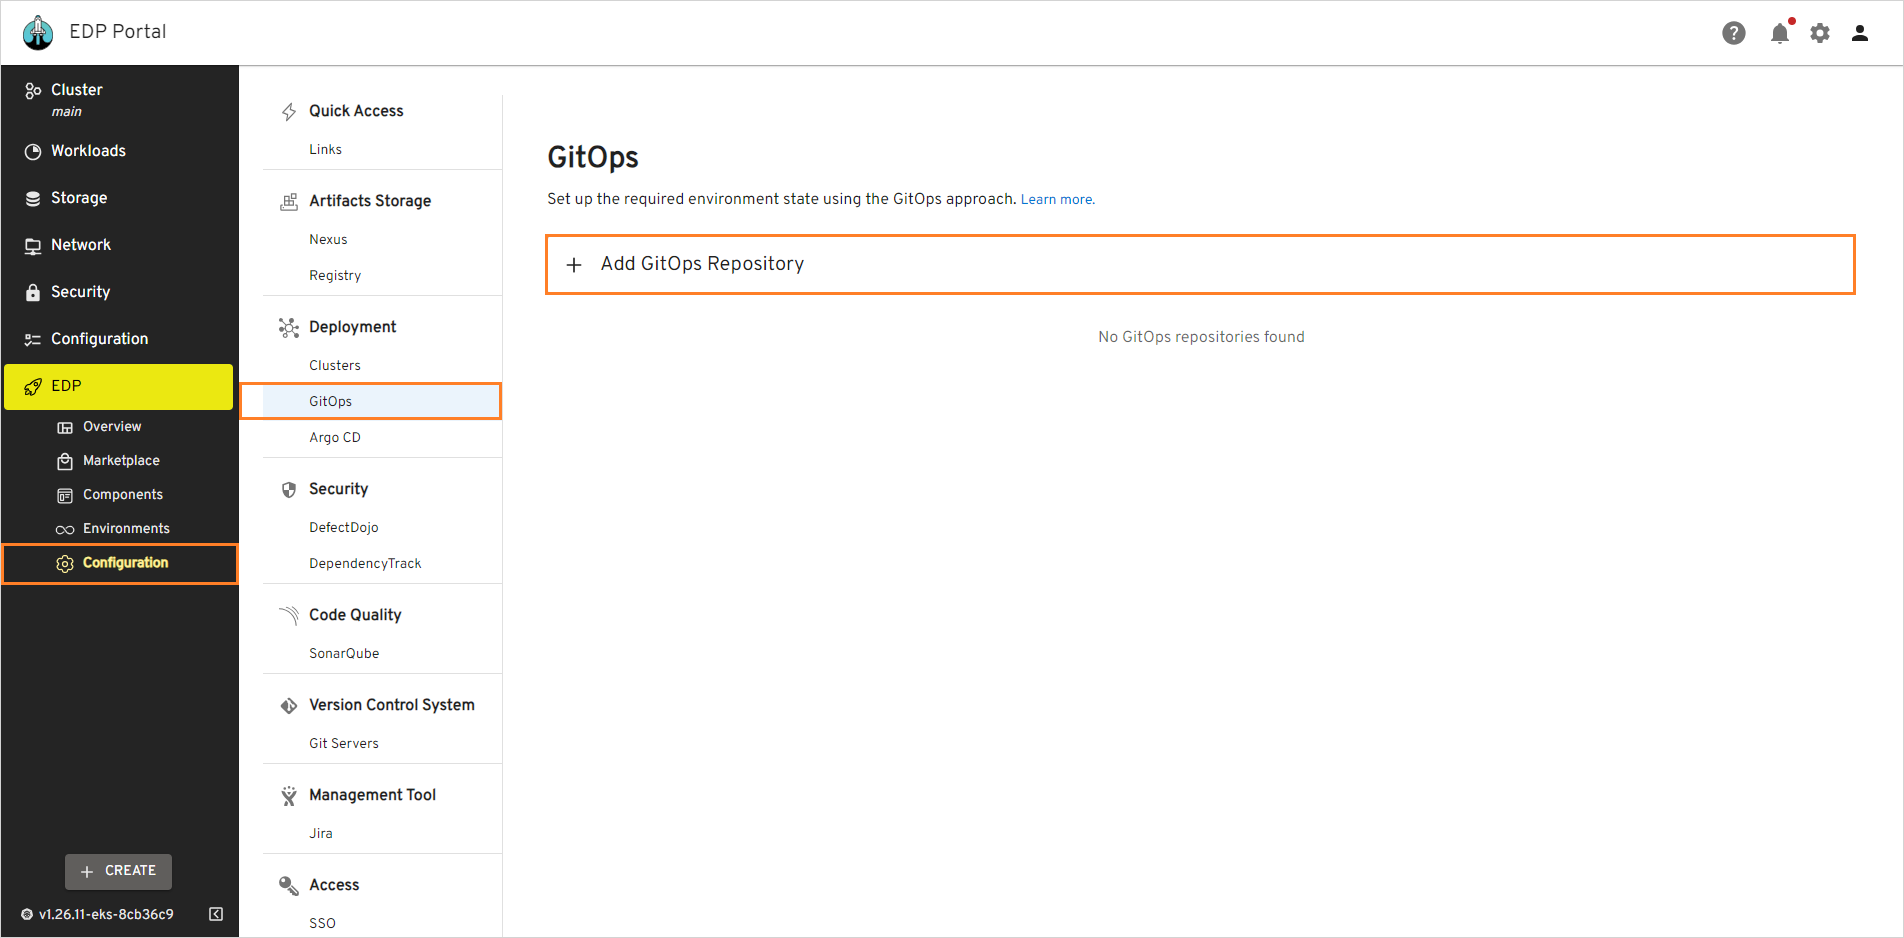 EDP Portal
Cluster
main
Workloads
Storage
Network
Security
Configuration
EDP
Overview
Marketplace
Components
Environments
Configuration
+ CREATE
v1.26.11-eks-8cb36c9
Quick Access
Links
Artifacts Storage
Nexus
Registry
Deployment
Clusters
GitOps
Argo CD
Security
DefectDojo
DependencyTrack
Code Quality
SonarQube
Version Control System
Git Servers
Management Tool
Jira
Access
SSO
GitOps
Set up the required environment state using the GitOps approach. Learn more.
+ Add GitOps Repository
No GitOps repositories found